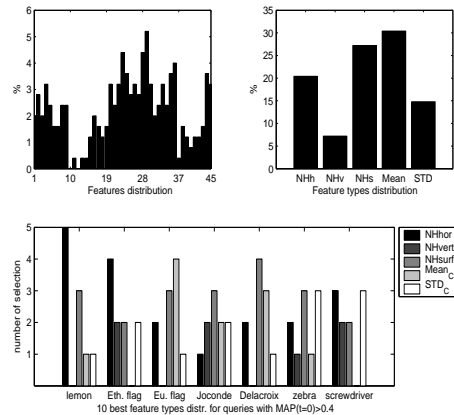 6
5
4
3
2
1
0
%
1 10 19 28 37 45
Features distribution
35
30
25
20
15
10
5
0
%
NHh NHv NHs Mean STD
Feature types distribution
5
4
3
2
1
number of selection
lemon Eth. flag Eu. flag Joconde Delacroix zebra screwdriver
10 best feature types distr. for queries with MAP(t=0)>0.4
NHhor
NHvert
NHsurf
Mean_C
STD_C